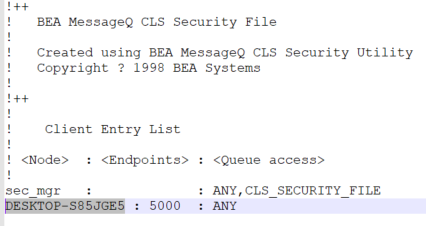 !++
!   BEA MessageQ CLS Security File
!
!   Created using BEA MessageQ CLS Security Utility
!   Copyright ? 1998 BEA Systems
!
!++
!
!    Client Entry List
!
! <Node>  : <Endpoints> : <Queue access>
!
sec_mgr   :             : ANY,CLS_SECURITY_FILE
DESKTOP-S85JGE5 : 5000  : ANY